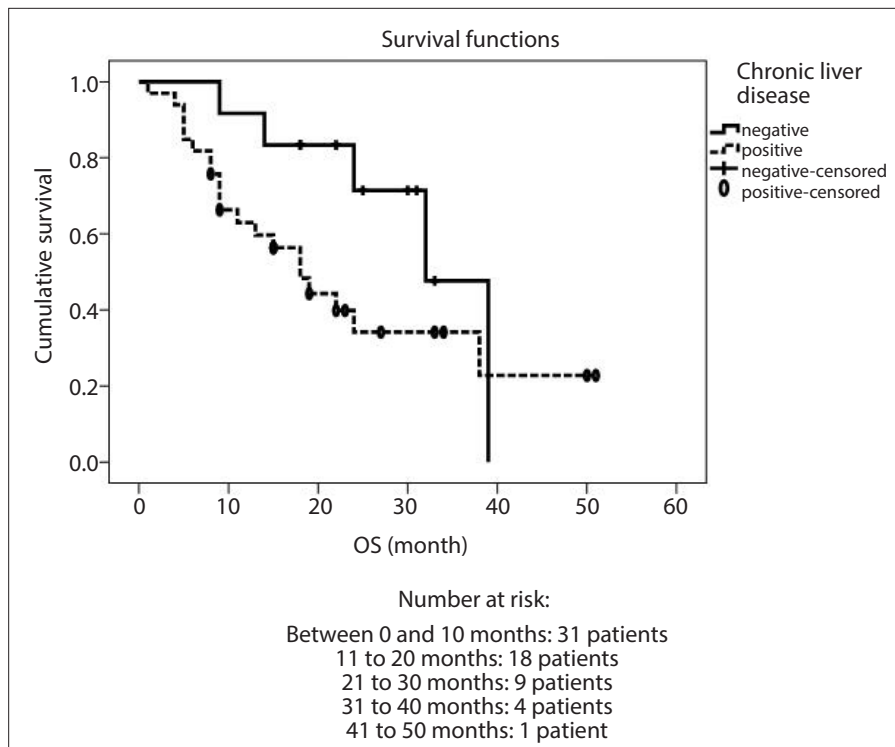 Survival functions
Chronic liver
disease
negative
positive
negative-censored
positive-censored
Cumulative survival
1.0
0.8
0.6
0.4
0.2
0.0
0 10 20 30 40 50 60
OS (month)
Number at risk:
Between 0 and 10 months: 31 patients
11 to 20 months: 18 patients
21 to 30 months: 9 patients
31 to 40 months: 4 patients
41 to 50 months: 1 patient